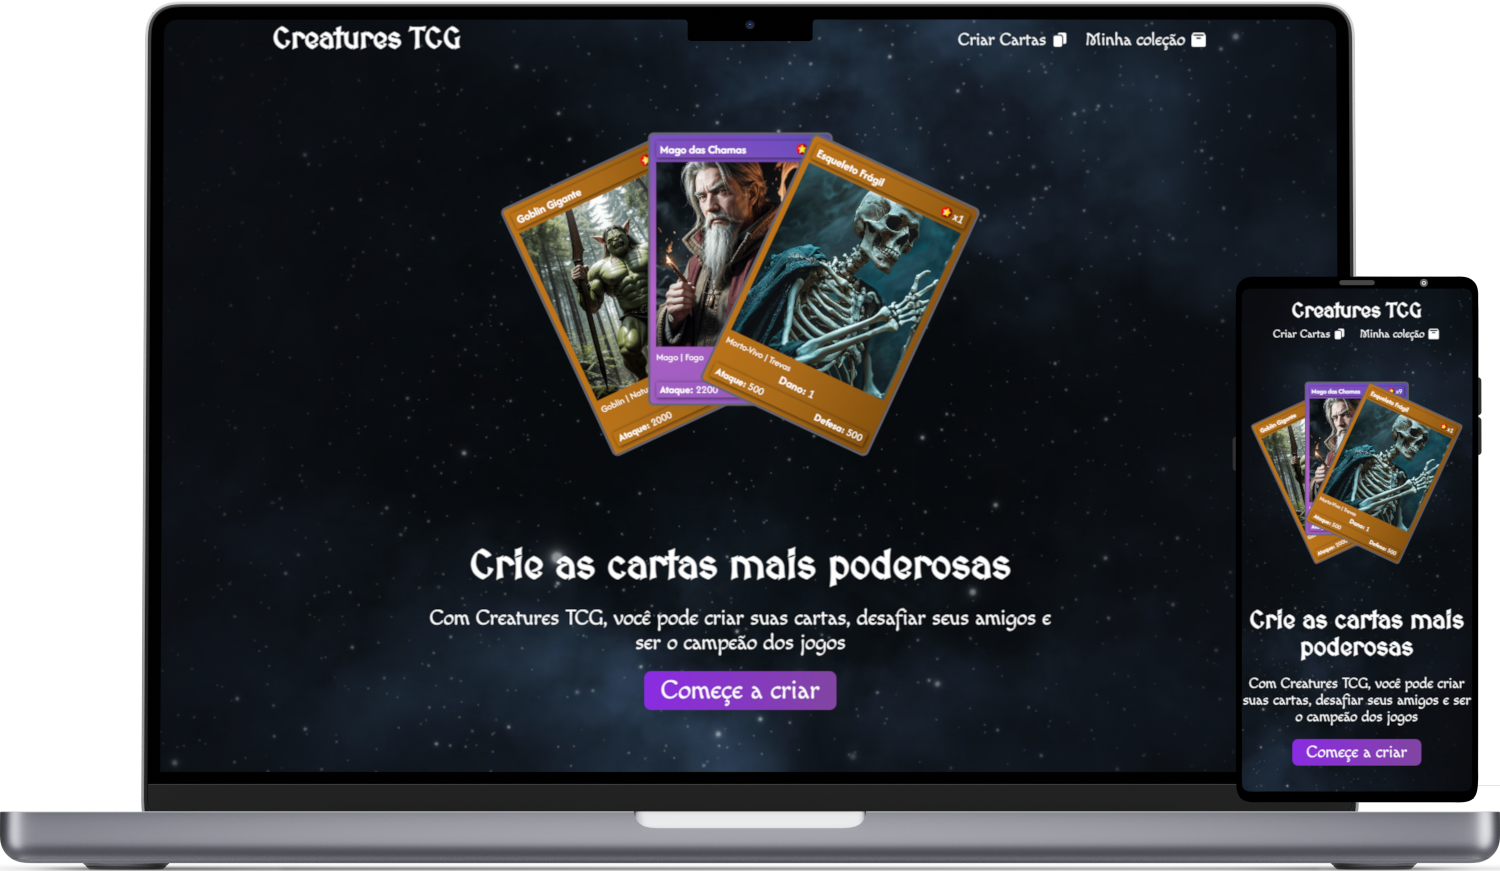 Creatures TCG
Criar Cartas
Minha coleção
Goblin Gigante
Mago das Chamas
Esqueleto Frágil
x1
Mago | Fogo
Morto-Vivo | Trevas
Goblin |
Ataque: 2200
Ataque: 500
Dano: 1
Ataque: 2000
Defesa: 500
Crie as cartas mais poderosas
Com Creatures TCG, você pode criar suas cartas, desafiar seus amigos e
ser o campeão dos jogos
Começe a criar
Creatures TCG
Criar Cartas
Minha coleção
Mago das Chamas
Esqueleto Frágil
Goblin Gigante
x1
Morto-Vivo | Trevas
Ataque: 500
Dano: 1
Defesa: 500
Crie as cartas mais
poderosas
Com Creatures TCG, você pode criar
suas cartas, desafiar seus amigos e ser
o campeão dos jogos
Começe a criar